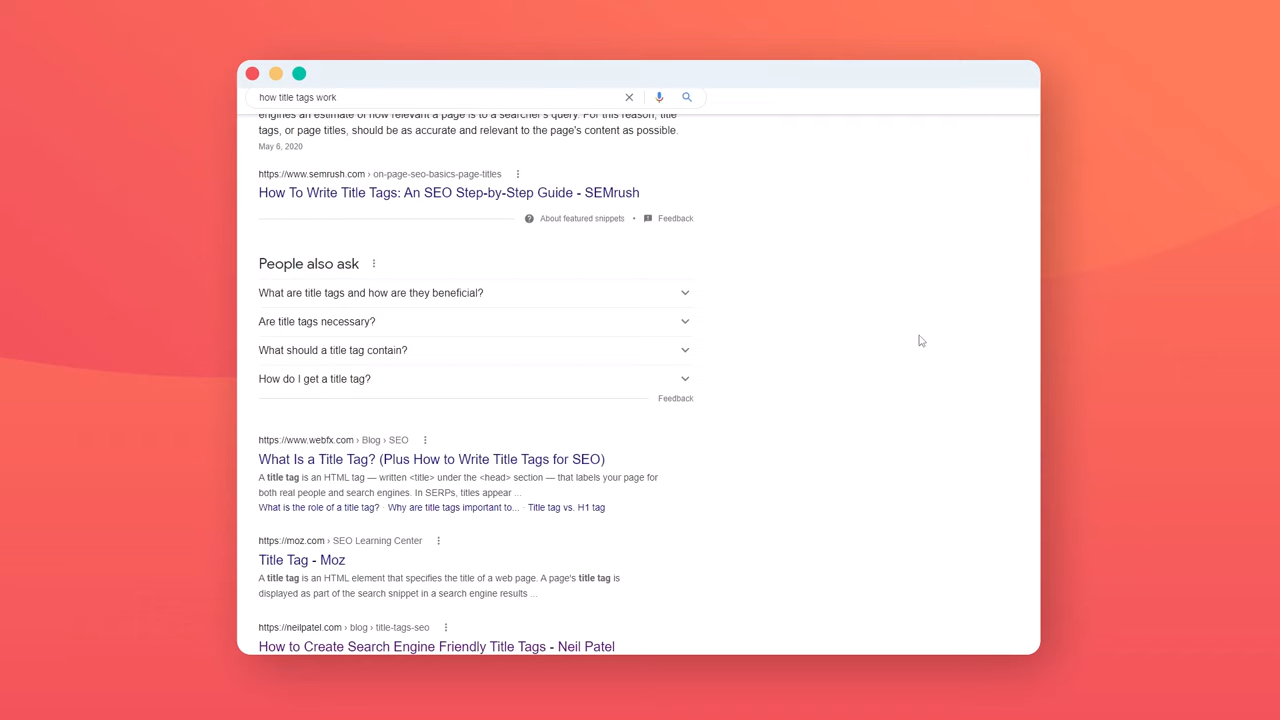 how title tags work
engines an estimate of how relevant a page is to a searcher's query. For this reason, title
tags, or page titles, should be as accurate and relevant to the page's content as possible.
May 6, 2020
https://www.semrush.com › on-page-seo-basics-page-titles
How To Write Title Tags: An SEO Step-by-Step Guide - SEMrush
About featured snippets • Feedback
People also ask
What are title tags and how are they beneficial?
Are title tags necessary?
What should a title tag contain?
How do I get a title tag?
Feedback
https://www.webfx.com › Blog › SEO
What Is a Title Tag? (Plus How to Write Title Tags for SEO)
A title tag is an HTML tag — written <title> under the <head> section — that labels your page for
both real people and search engines. In SERPs, titles appear ...
What is the role of a title tag? · Why are title tags important to... · Title tag vs. H1 tag
https://moz.com › SEO Learning Center
Title Tag - Moz
A title tag is an HTML element that specifies the title of a web page. A page's title tag is
displayed as part of the search snippet in a search engine results ...
https://neilpatel.com › blog › title-tags-seo
How to Create Search Engine Friendly Title Tags - Neil Patel